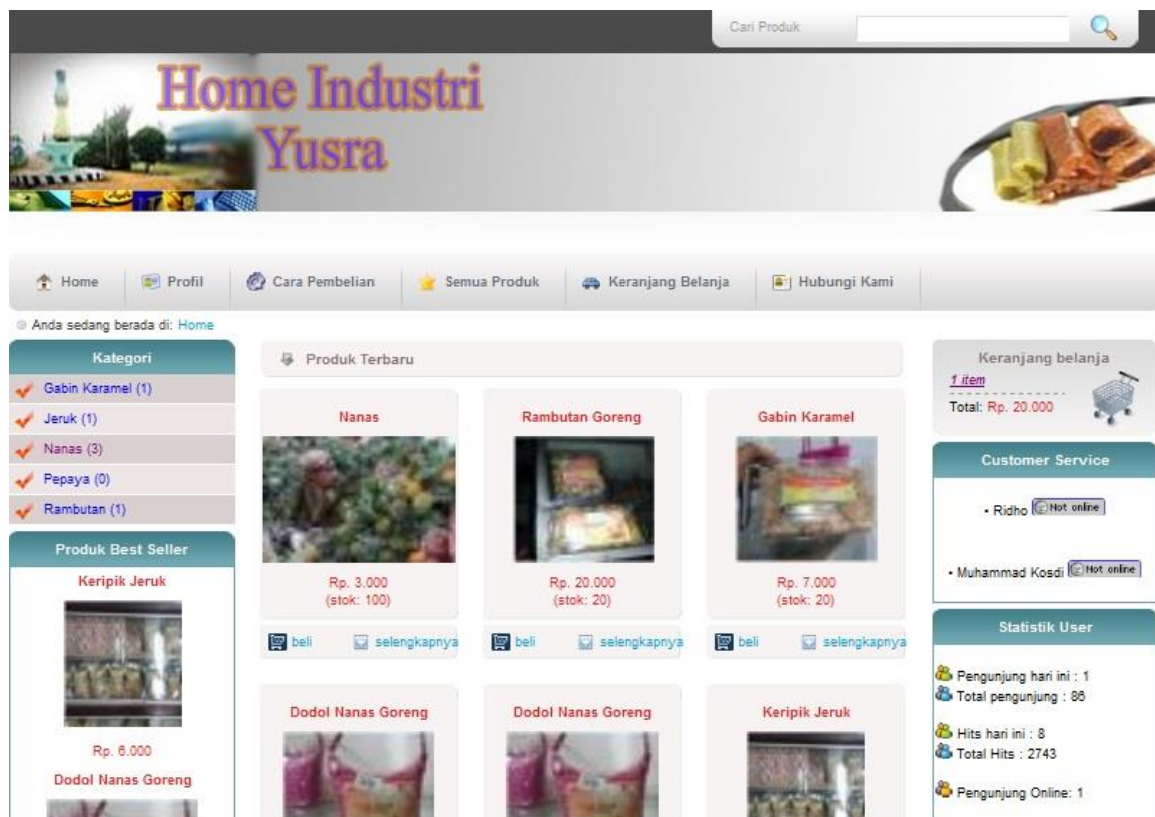 Cari Produk
Home Industri
Yusra
Home
Profil
Cara Pembelian
Semua Produk
Keranjang Belanja
Hubungi Kami
Anda sedang berada di: Home
Kategori
Gabin Karamel (1)
Jeruk (1)
Nanas (3)
Pepaya (0)
Rambutan (1)
Produk Best Seller
Keripik Jeruk
Rp. 6.000
Dodol Nanas Goreng
Produk Terbaru
Nanas
Rp. 3.000
(stok: 100)
beli
selengkapnya
Rambutan Goreng
Rp. 20.000
(stok: 20)
beli
selengkapnya
Gabin Karamel
Rp. 7.000
(stok: 20)
beli
selengkapnya
Dodol Nanas Goreng
Dodol Nanas Goreng
Keripik Jeruk
Keranjang belanja
1 item
Total: Rp. 20.000
Customer Service
• Ridho Not online
• Muhammad Kosdi Not online
Statistik User
Pengunjung hari ini : 1
Total pengunjung : 86
Hits hari ini : 8
Total Hits : 2743
Pengunjung Online: 1